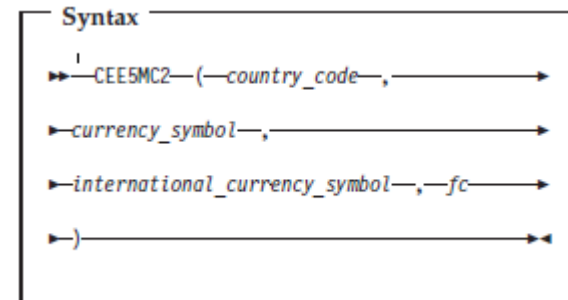 Syntax
CEE5MC2 ( country_code ,
currency_symbol ,
international_currency_symbol , fc
)